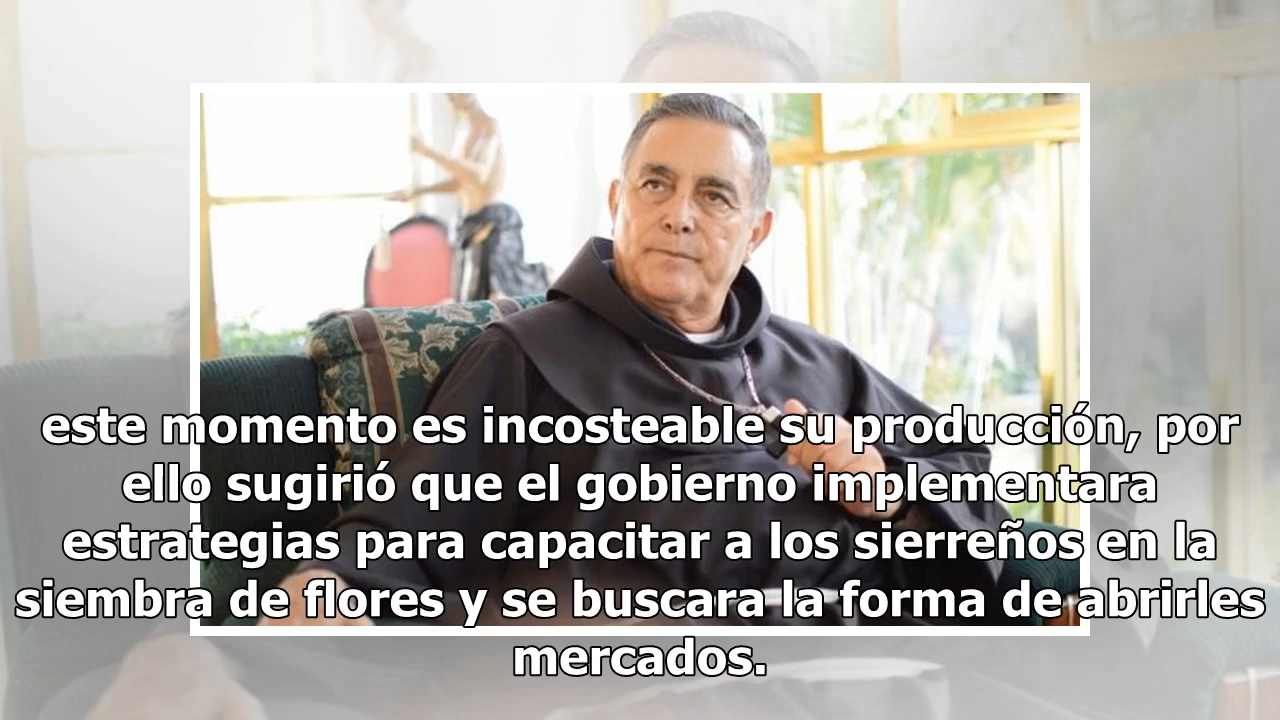 este momento es incosteable su producción, por
ello sugirió que el gobierno implementara
estrategias para capacitar a los sierreños en la
siembra de flores y se buscara la forma de abrirles
mercados.